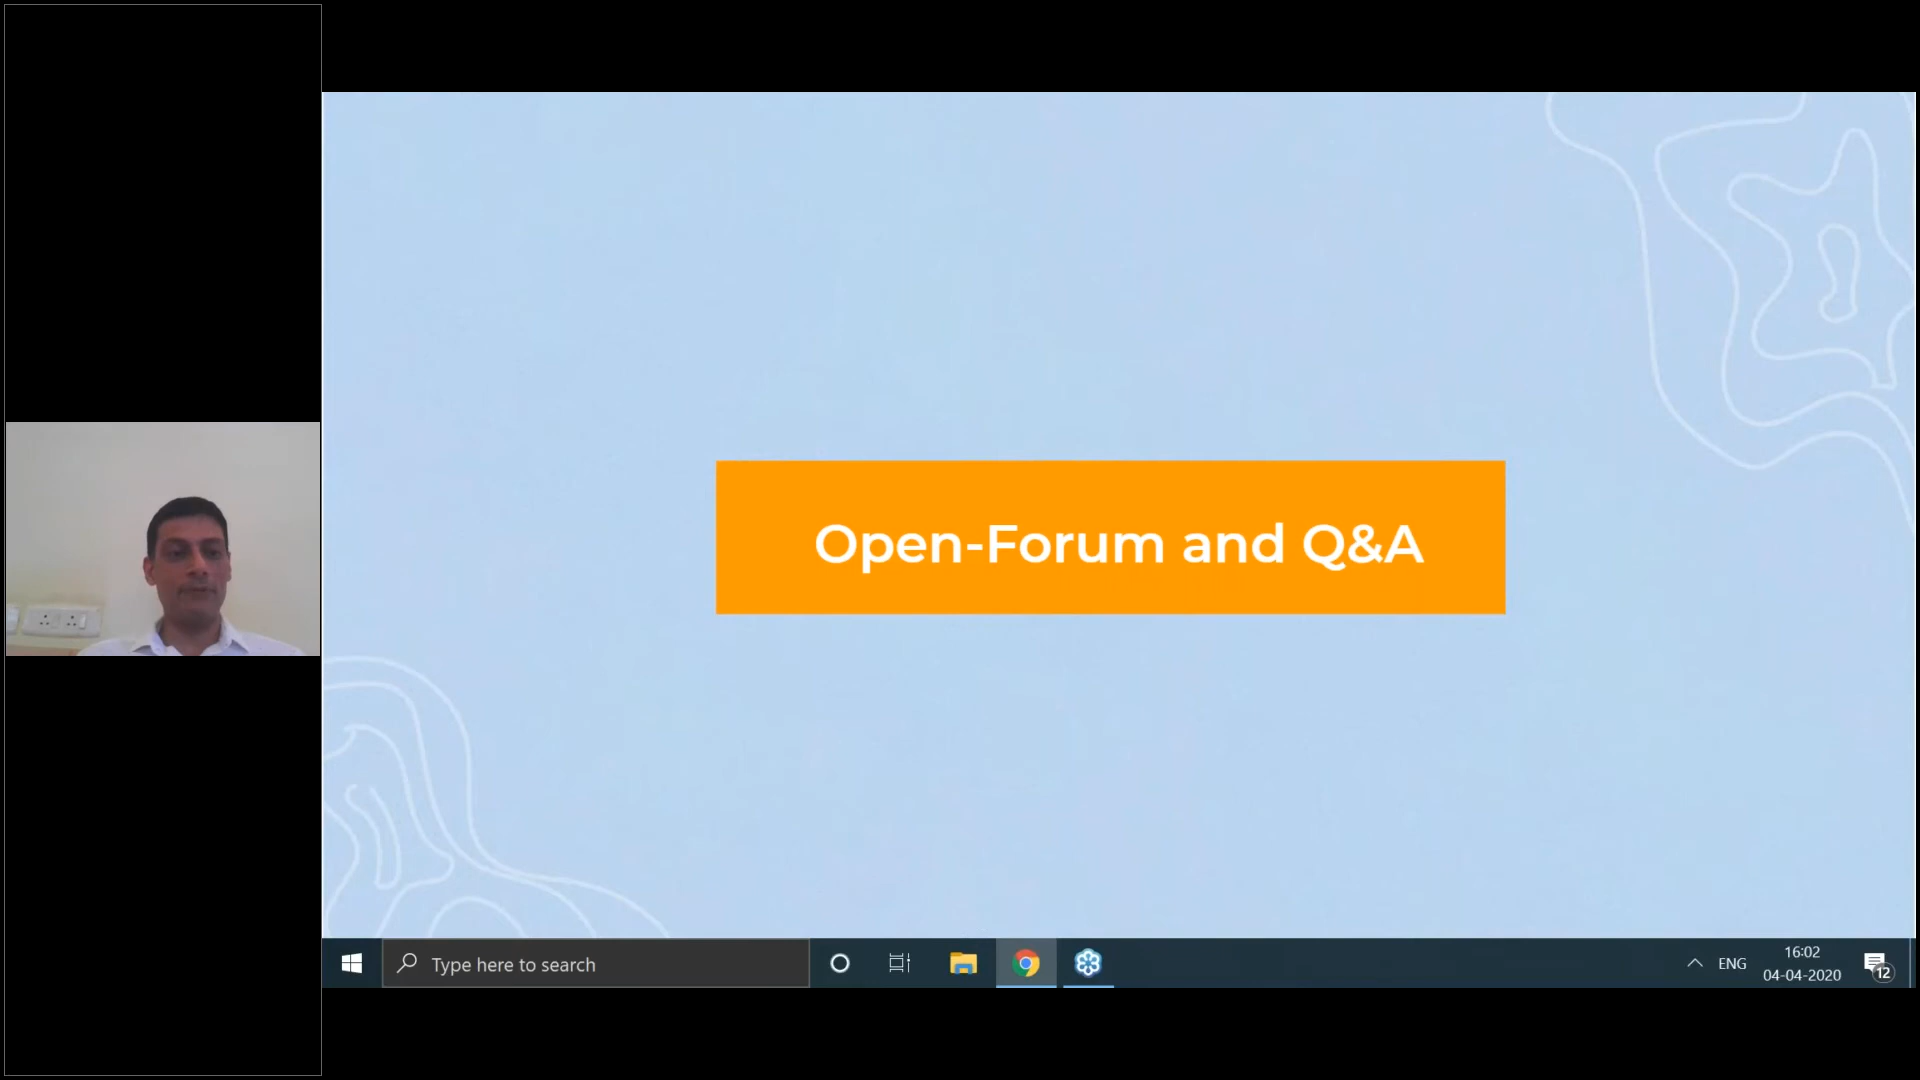 Open-Forum and Q&A
Type here to search
ENG
16:02
04-04-2020
12